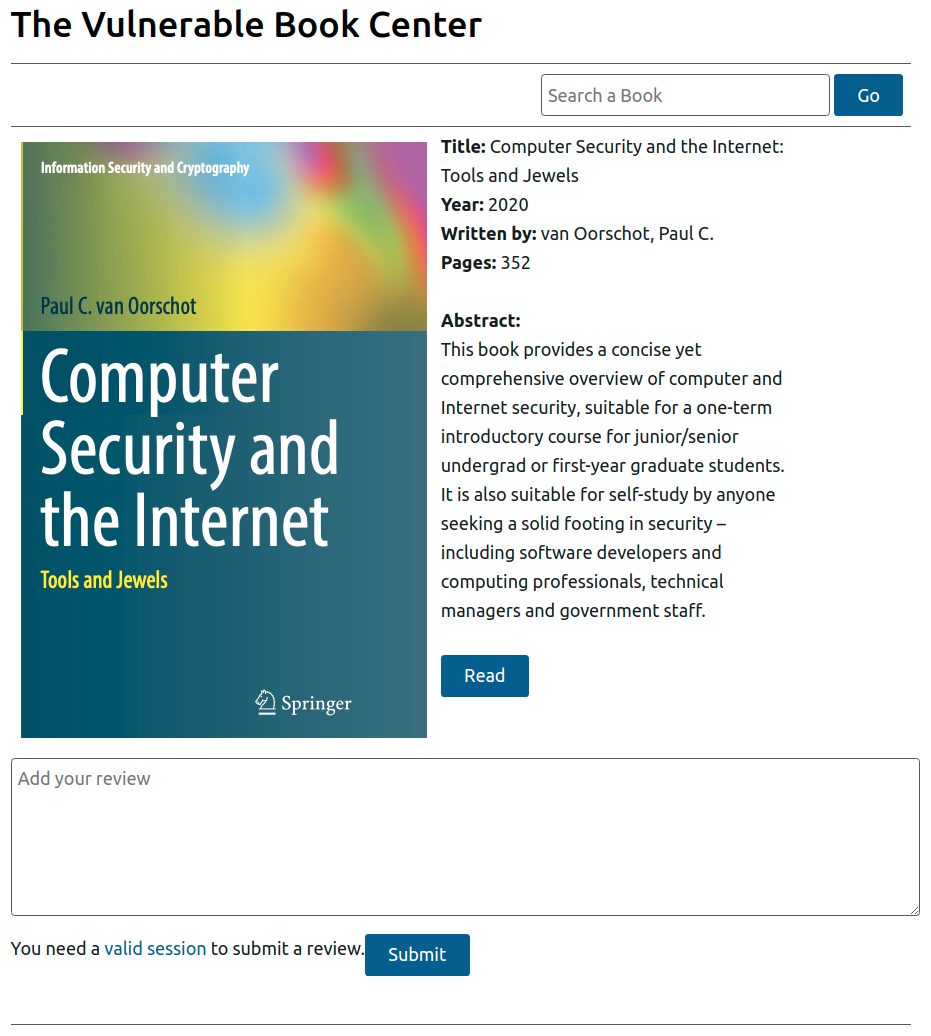 The Vulnerable Book Center
Search a Book
Go
Information Security and Cryptography
Paul C. van Oorschot
Computer
Security and
the Internet
Tools and Jewels
Springer
Title: Computer Security and the Internet:
Tools and Jewels
Year: 2020
Written by: van Oorschot, Paul C.
Pages: 352
Abstract:
This book provides a concise yet
comprehensive overview of computer and
Internet security, suitable for a one-term
introductory course for junior/senior
undergrad or first-year graduate students.
It is also suitable for self-study by anyone
seeking a solid footing in security –
including software developers and
computing professionals, technical
managers and government staff.
Read
Add your review
You need a valid session to submit a review.
Submit